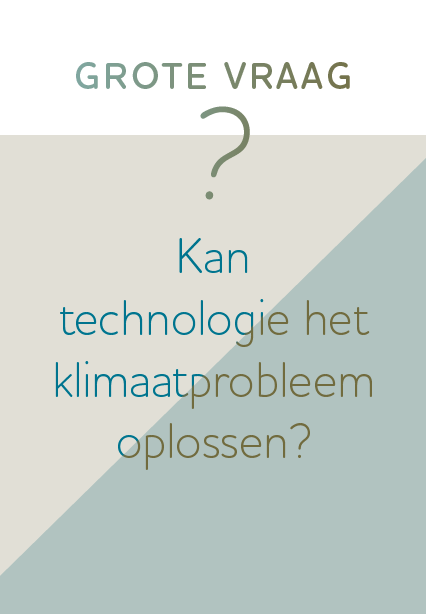 GROTE VRAAG
?
Kan
technologie het
klimaatprobleem
oplossen?